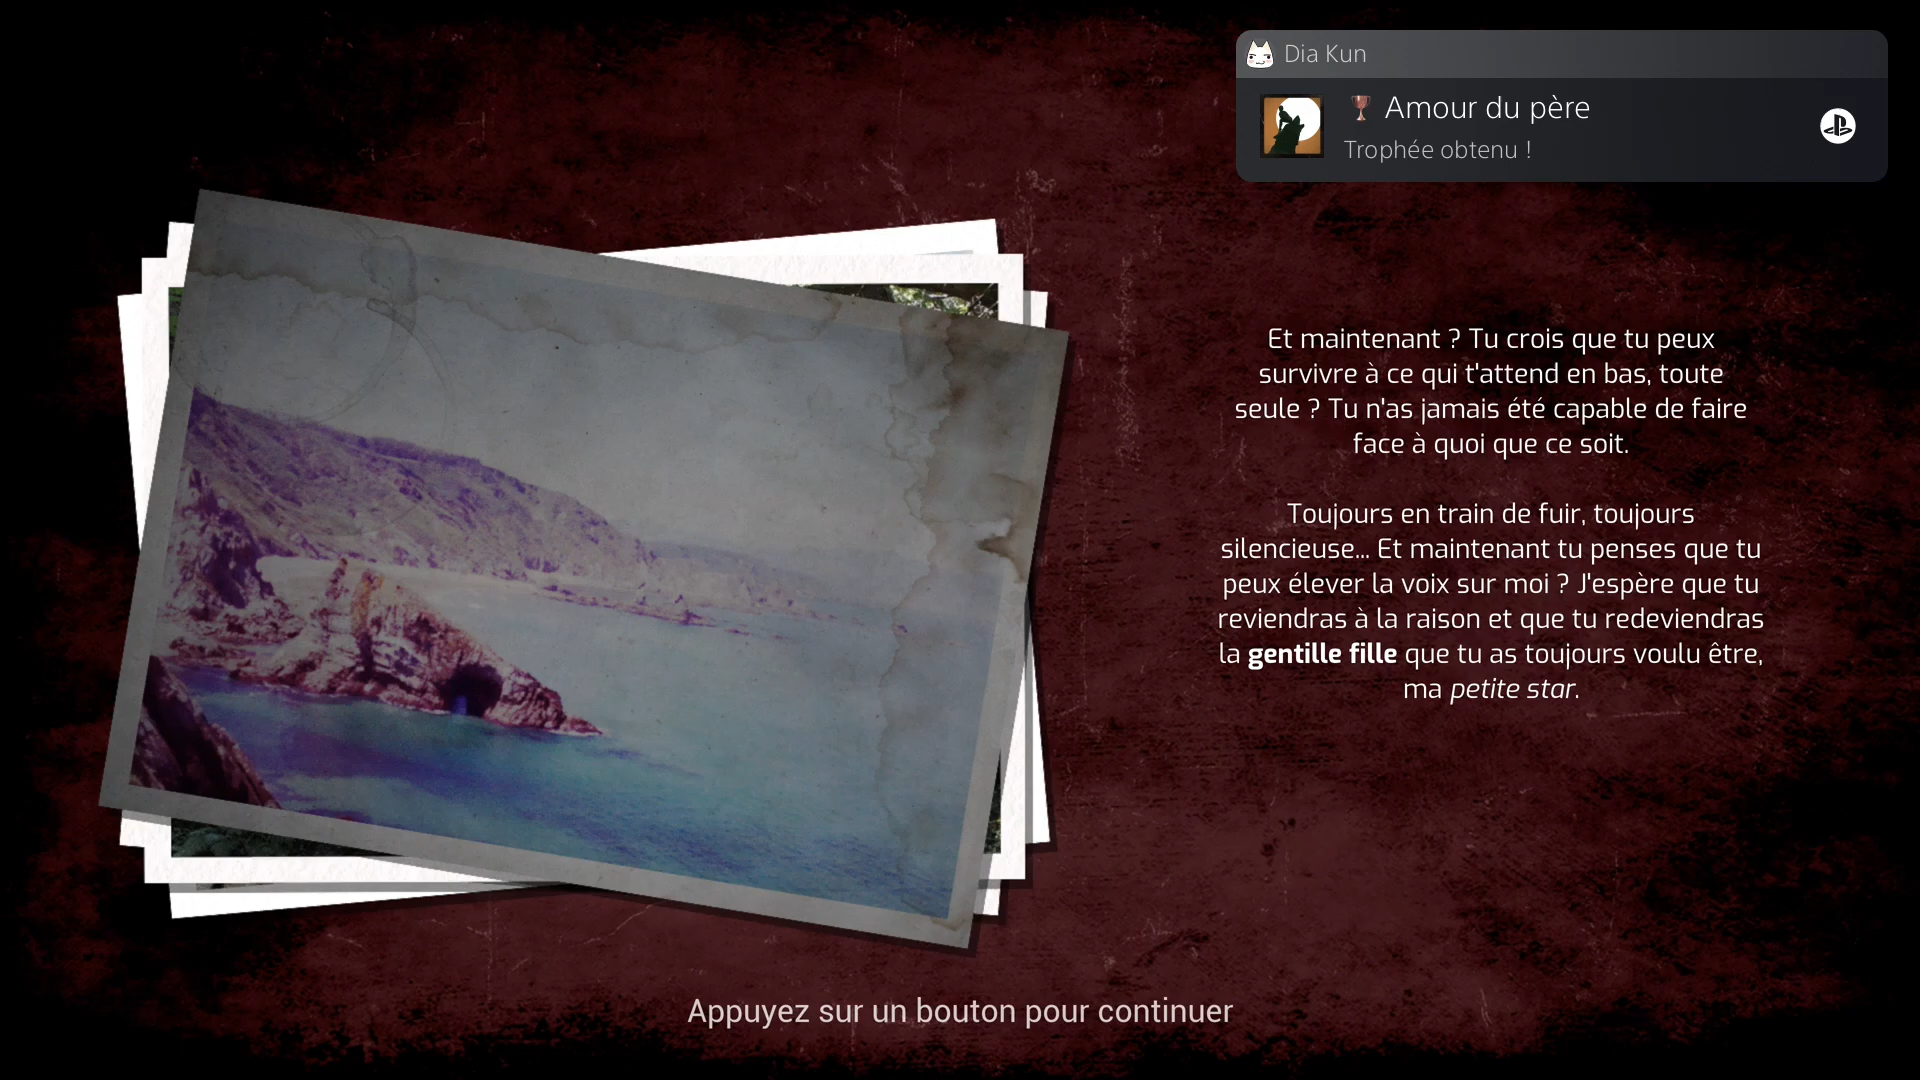 Dia Kun
Amour du père
Trophée obtenu !
Et maintenant ? Tu crois que tu peux
survivre à ce qui t'attend en bas, toute
seule ? Tu n'as jamais été capable de faire
face à quoi que ce soit.
Toujours en train de fuir, toujours
silencieuse... Et maintenant tu penses que tu
peux élever la voix sur moi ? J'espère que tu
reviendras à la raison et que tu redeviendras
la gentille fille que tu as toujours voulu être,
ma petite star.
Appuyez sur un bouton pour continuer